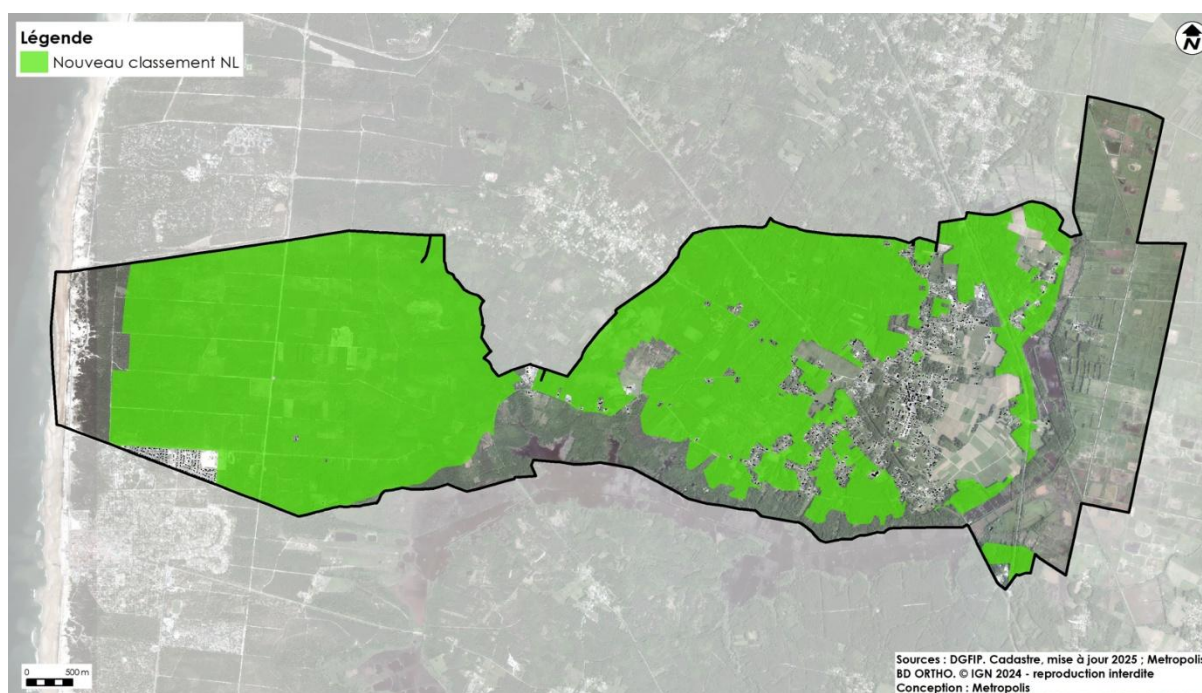 Légende
Nouveau classement NL
N
0 500 m
Sources : DGFIP. Cadastre, mise à jour 2025 ; Metropolis
BD ORTHO. © IGN 2024 - reproduction interdite
Conception : Metropolis